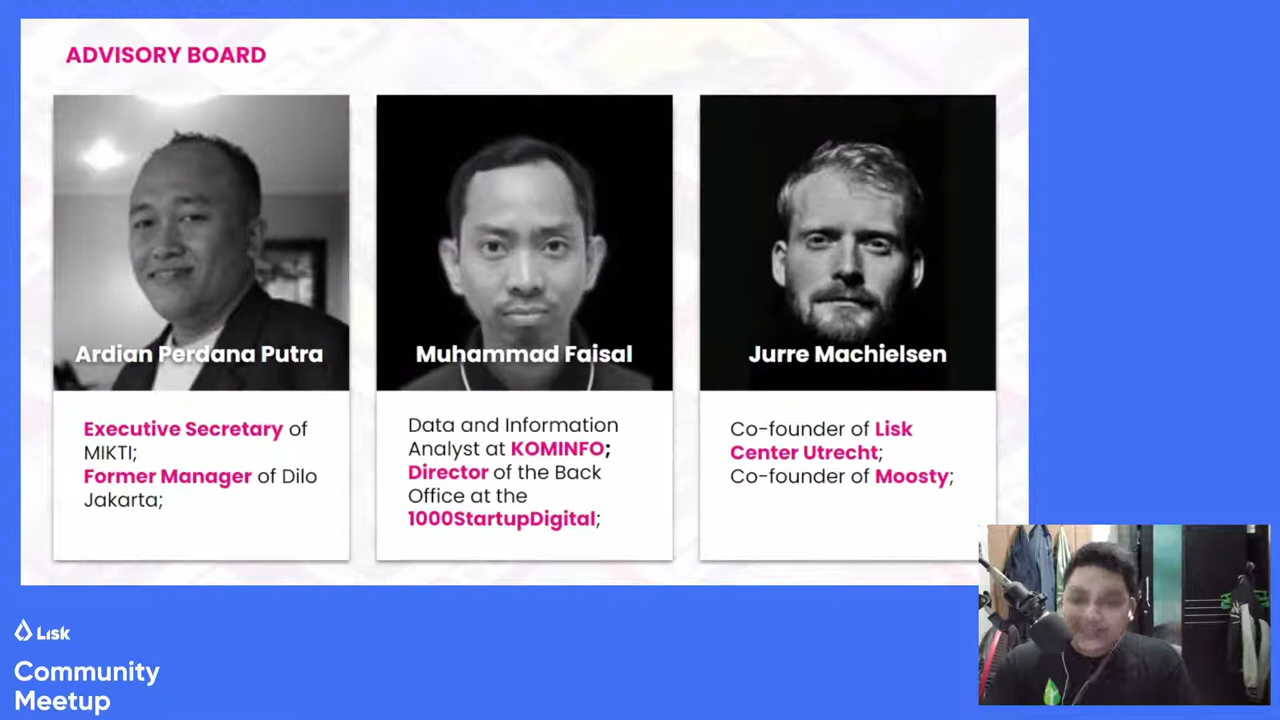 ADVISORY BOARD
Ardian Perdana Putra
Executive Secretary of
MIKTI;
Former Manager of Dilo
Jakarta;
Muhammad Faisal
Data and Information
Analyst at KOMINFO;
Director of the Back
Office at the
1000StartupDigital;
Jurre Machielsen
Co-founder of Lisk
Center Utrecht;
Co-founder of Moosty;
Lisk
Community
Meetup